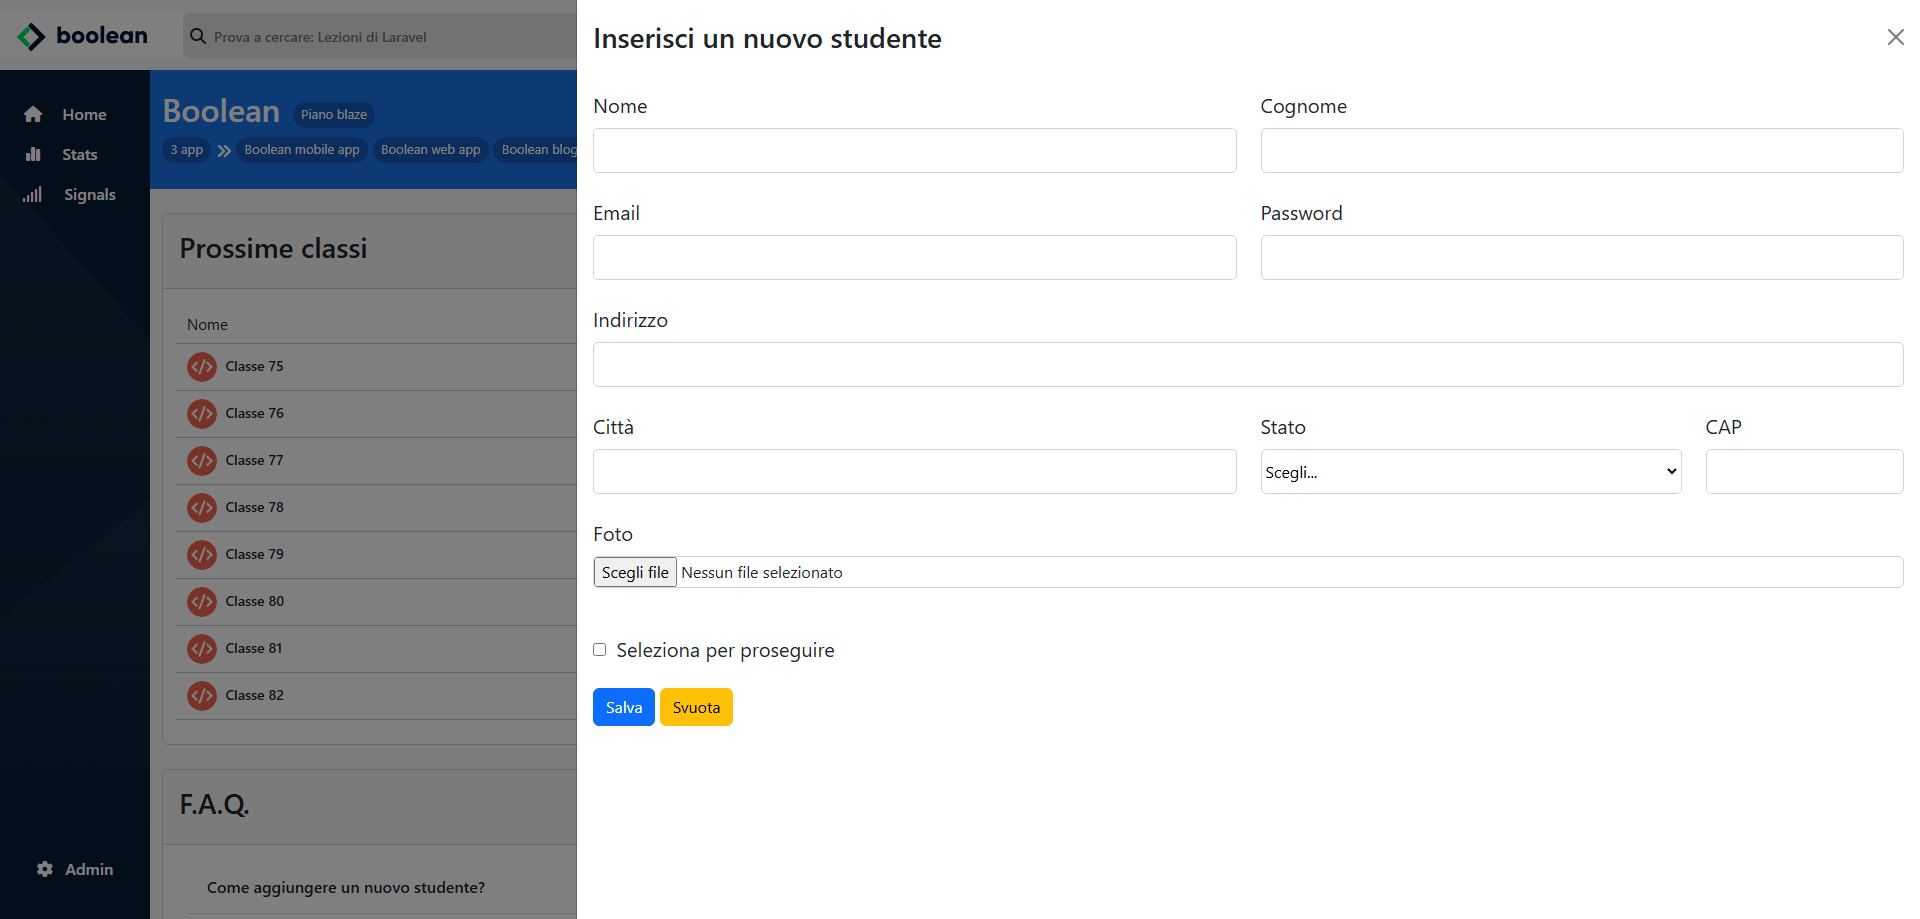 boolean
Prova a cercare: Lezioni di Laravel
Home
Stats
Signals
Admin
Boolean Piano blaze
3 app Boolean mobile app Boolean web app Boolean blog
Prossime classi
Nome
Classe 75
Classe 76
Classe 77
Classe 78
Classe 79
Classe 80
Classe 81
Classe 82
F.A.Q.
Come aggiungere un nuovo studente?
Inserisci un nuovo studente
Nome Cognome
Email Password
Indirizzo
Città Stato CAP
Scegli...
Foto
Scegli file Nessun file selezionato
Seleziona per proseguire
Salva Svuota